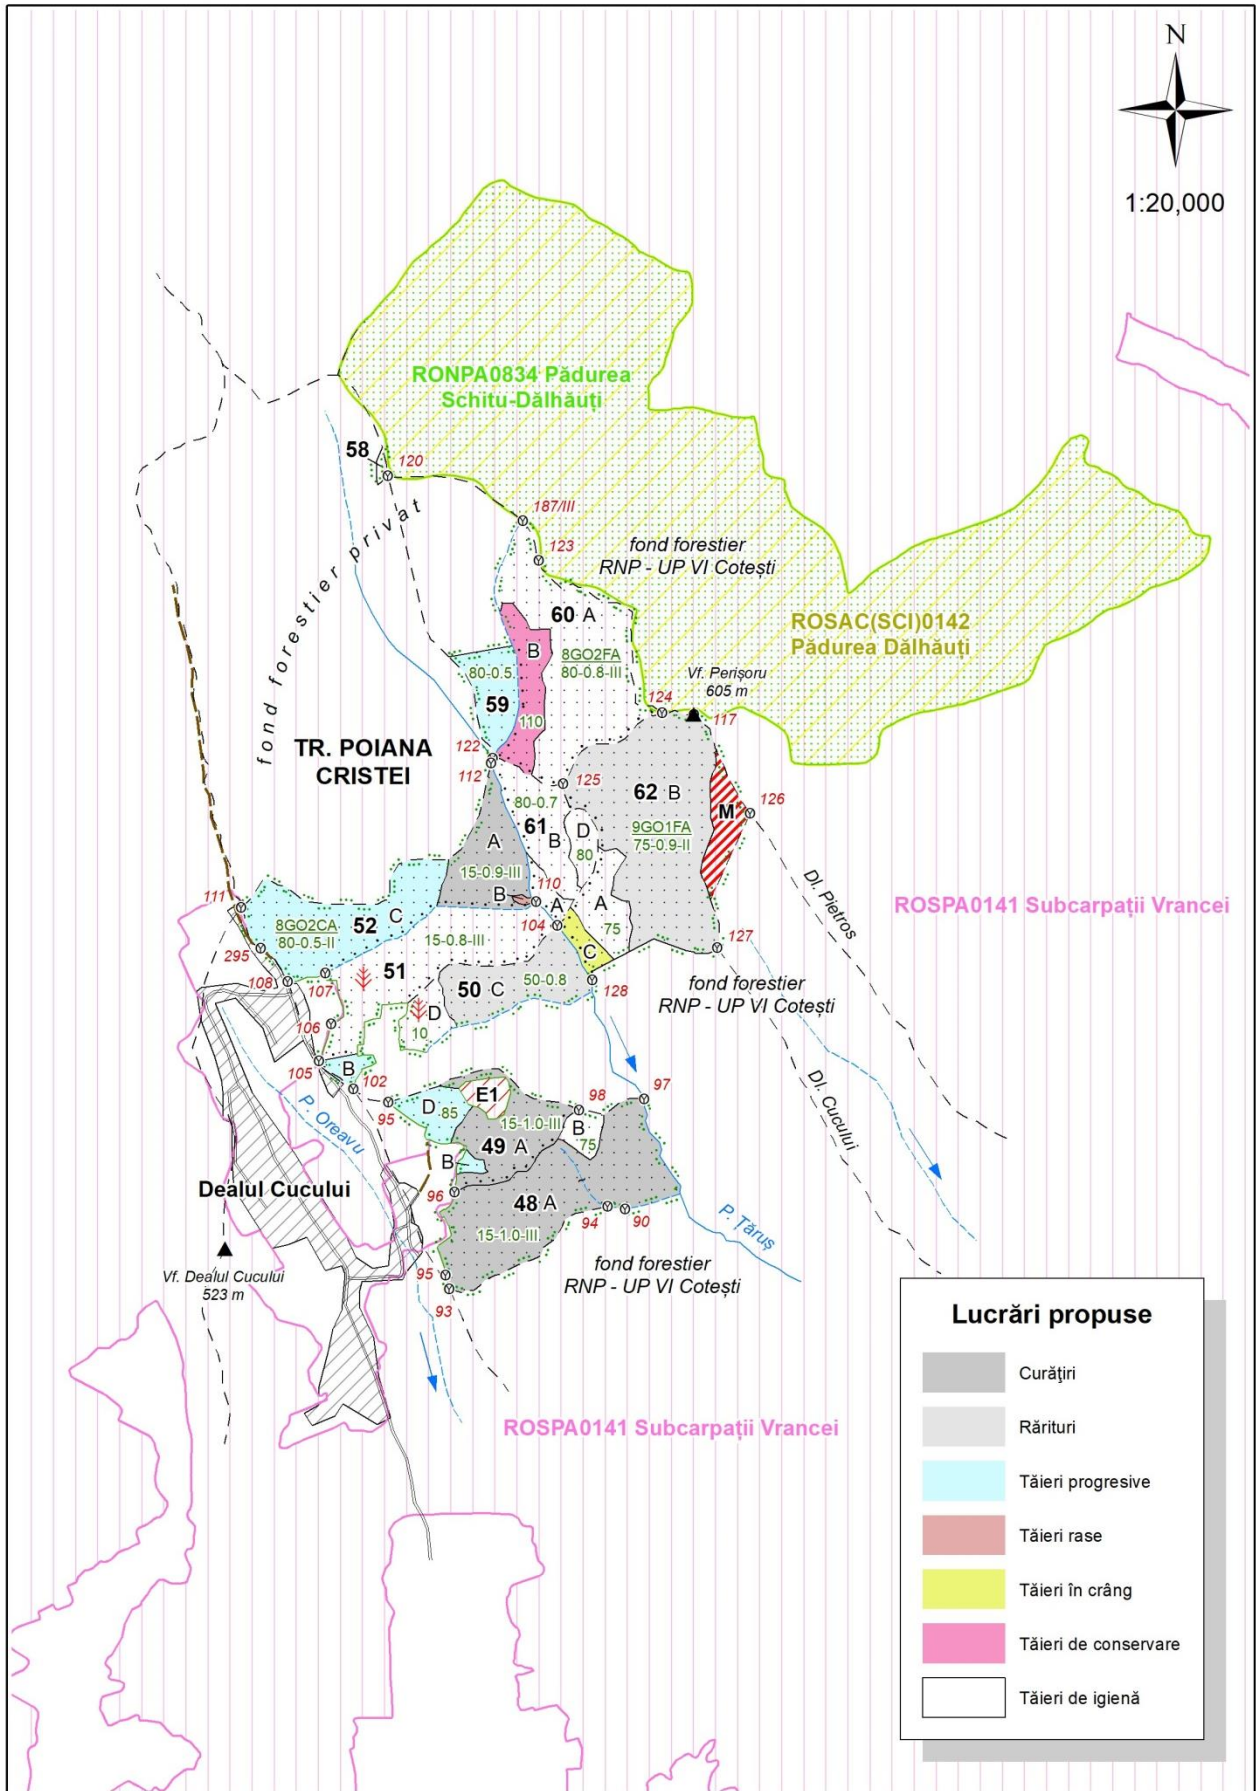 N
1:20,000
RONPA0834 Pădurea
Schitu-Dălhăuți
58
120
187/III
123
fond forestier
RNP - UP VI Cotești
fond forestier privat
60 A
ROSAC(SCI)0142
Pădurea Dălhăuți
B
8GO2FA
80-0.8-III
80-0.5
Vf. Perișoru
605 m
59
124
117
110
TR. POIANA
CRISTEI
122
112
125
62 B
126
80-0.7
M
61
D
9GO1FA
75-0.9-II
A
B
80
15-0.9-III
110
Dl. Pietros
B
A
A
111
ROSPA0141 Subcarpații Vrancei
8GO2CA
52 C
104
75
80-0.5-II
15-0.8-III
295
C
127
51
108
107
50 C
50-0.8
128
fond forestier
RNP - UP VI Cotești
D
106
10
105
B
102
97
E1
98
95
D
85
15-1.0-III
B
75
P. Oreavu
Dl. Cucului
49 A
B
Dealul Cucului
96
48 A
94
90
P. Țăruș
15-1.0-III
Vf. Dealul Cucului
523 m
95
93
fond forestier
RNP - UP VI Cotești
ROSPA0141 Subcarpații Vrancei
Lucrări propuse
Curăţiri
Rărituri
Tăieri progresive
Tăieri rase
Tăieri în crâng
Tăieri de conservare
Tăieri de igienă